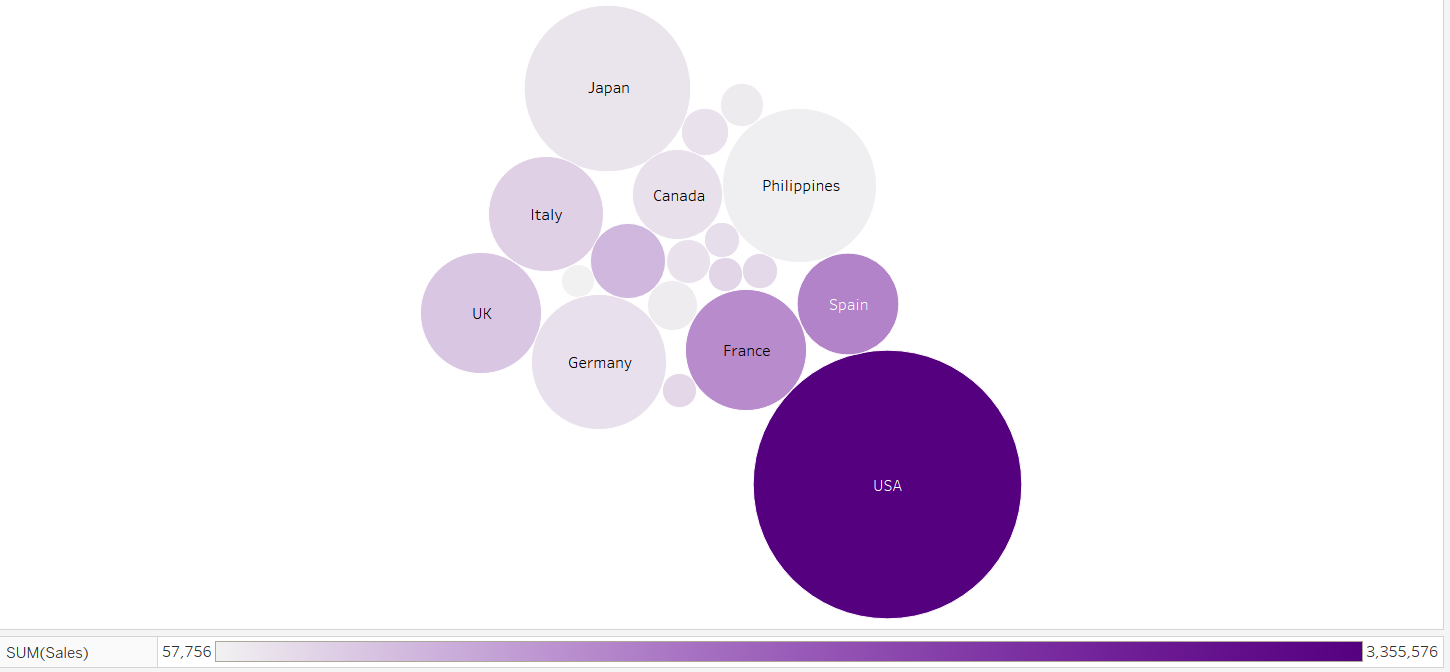 Japan
Philippines
Canada
Italy
Spain
UK
France
Germany
USA
SUM(Sales)
57,756
3,355,576